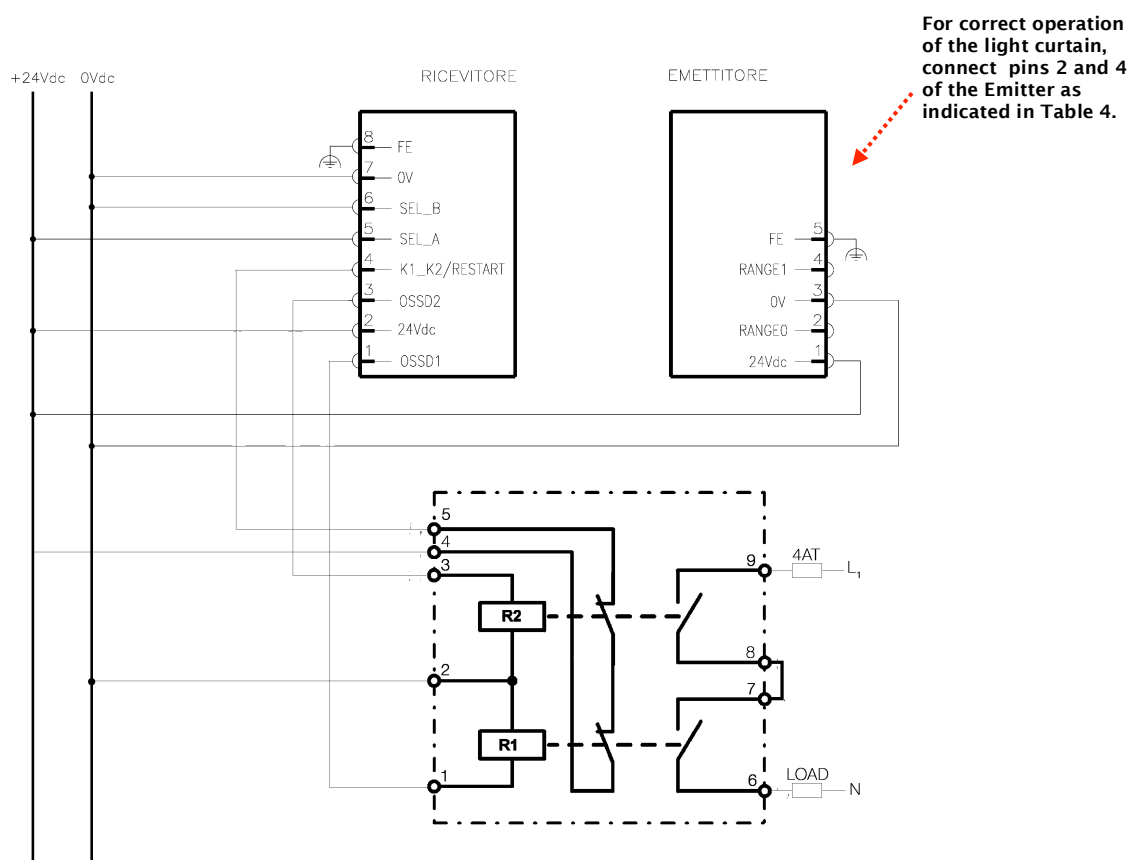 For correct operation
of the light curtain,
connect pins 2 and 4
of the Emitter as
indicated in Table 4.
+24Vdc 0Vdc
RICEVITORE
EMETTITORE
8 FE
7 0V
6 SEL_B
5 SEL_A
4 K1_K2/RESTART
3 OSSD2
2 24Vdc
1 OSSD1
FE 5
RANGE1 4
0V 3
RANGE0 2
24Vdc 1
5
4
3
R2
2
R1
1
9 4AT L1
8
7
6 LOAD N